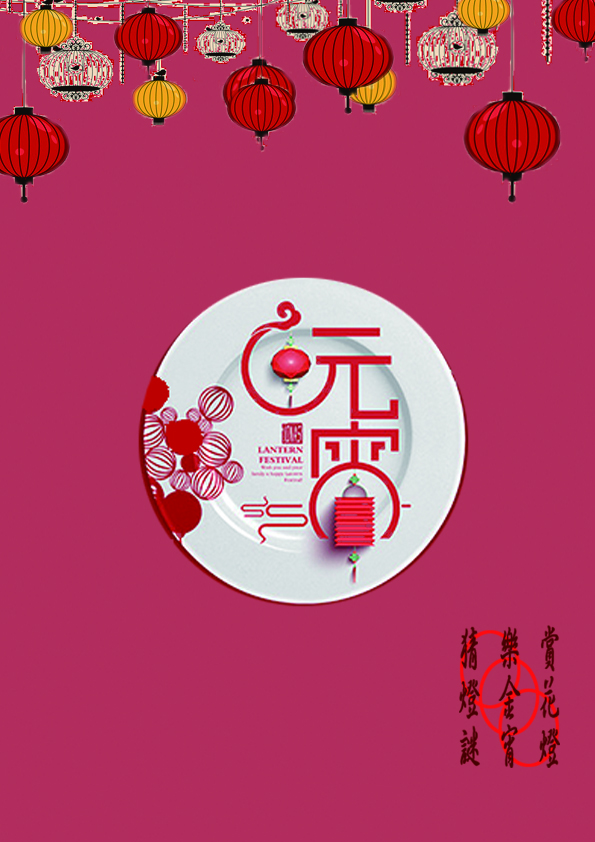 元
宵
LANTERN
FESTIVAL
Wish you and your
family a happy Lantern
Festival!
賞花燈
樂金宵
猜燈謎